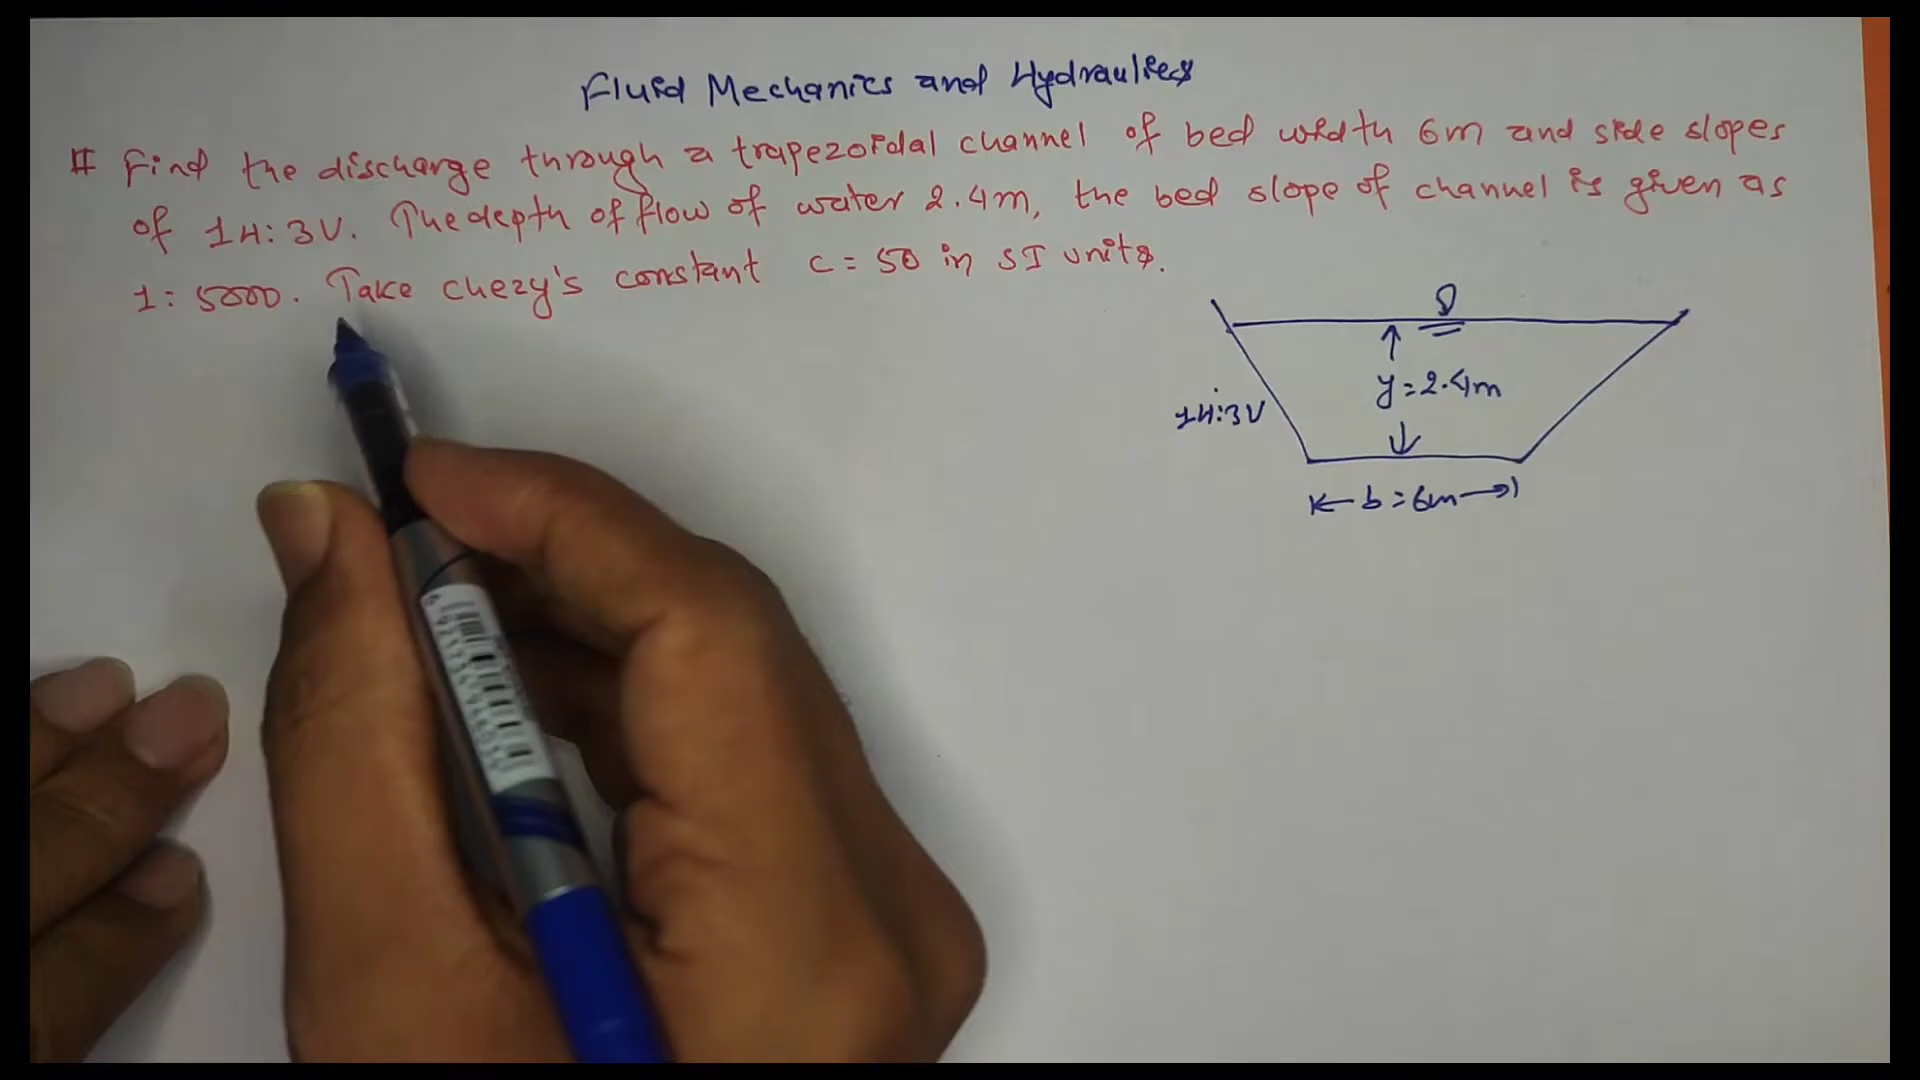 Fluid Mechanics and Hydraulics
# Find the discharge through a trapezoidal channel of bed width 6m and side slopes
of 1H:3V. The depth of flow of water 2.4m, the bed slope of channel is given as
1:5000. Take chezy's constant c=50 in SI units.
y=2.4m
1H:3V
b=6m